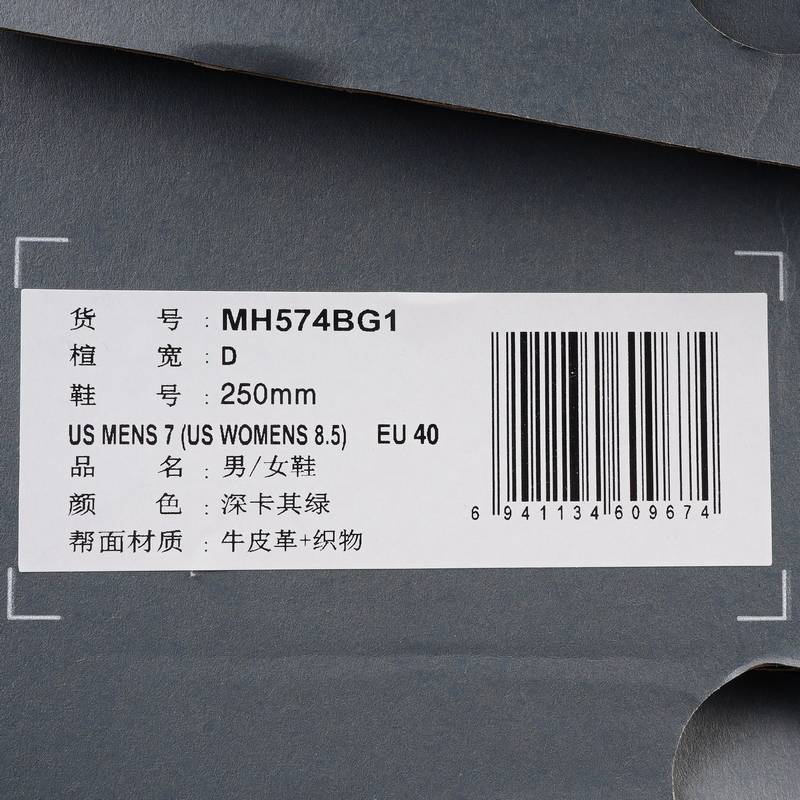 货 号 : MH574BG1
楦 宽 : D
鞋 号 : 250mm
US MENS 7 (US WOMENS 8.5) EU 40
品 名 : 男/女鞋
颜 色 : 深卡其绿
帮面材质 : 牛皮革+织物
6 941134 609674